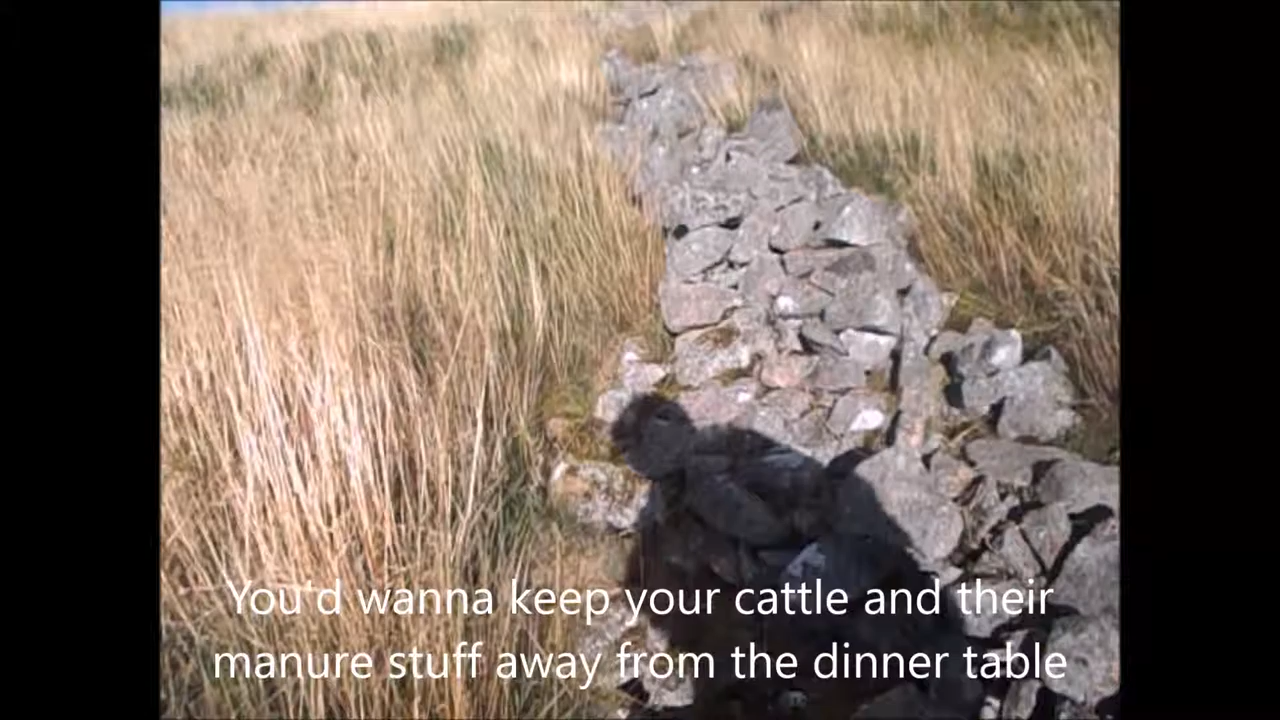 You'd wanna keep your cattle and their
manure stuff away from the dinner table